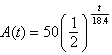 A(t) = 50(1/2)^(t/18.4)